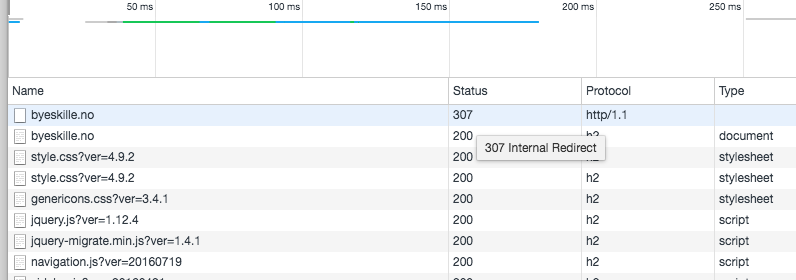 50 ms 100 ms 150 ms 200 ms 250 ms
Name Status Protocol Type
byeskille.no 307 http/1.1
byeskille.no 200 h2 document
307 Internal Redirect
style.css?ver=4.9.2 200 h2 stylesheet
style.css?ver=4.9.2 200 h2 stylesheet
genericons.css?ver=3.4.1 200 h2 stylesheet
jquery.js?ver=1.12.4 200 h2 script
jquery-migrate.min.js?ver=1.4.1 200 h2 script
navigation.js?ver=20160719 200 h2 script